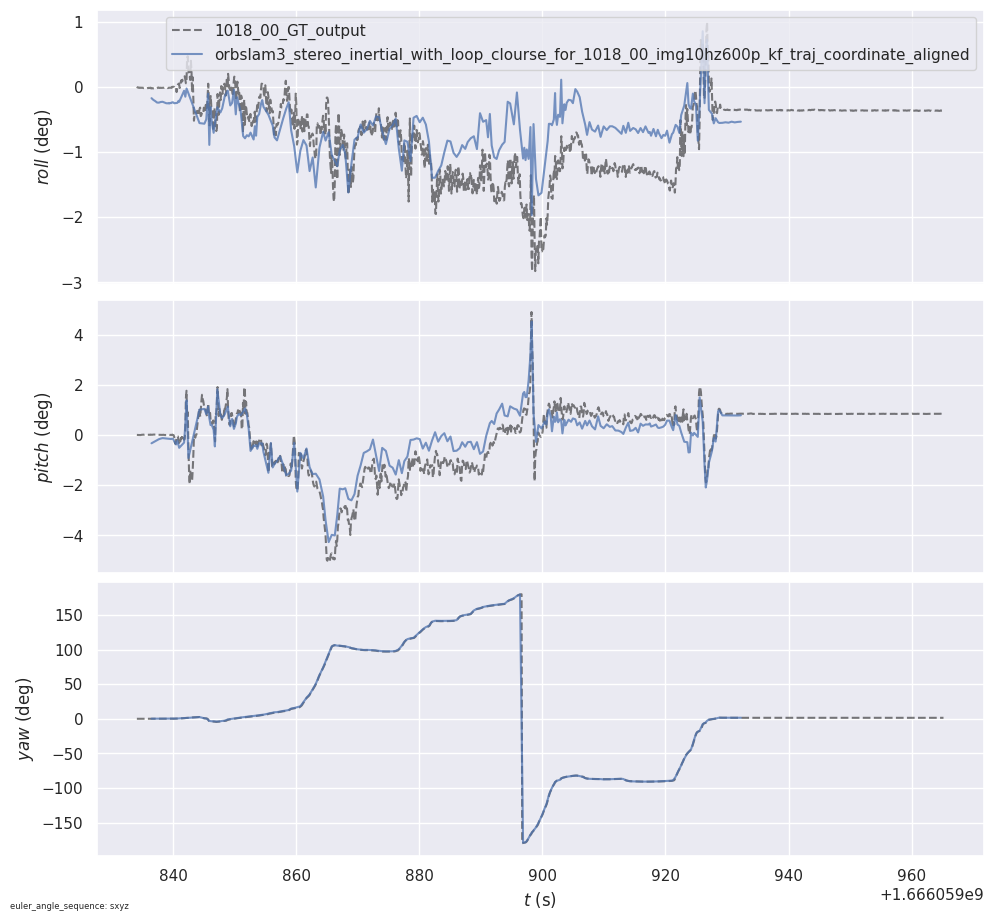 1018_00_GT_output
orbslam3_stereo_inertial_with_loop_clourse_for_1018_00_img10hz600p_kf_traj_coordinate_aligned
1
0
−1
−2
−3
roll (deg)
4
2
0
−2
−4
pitch (deg)
150
100
50
0
−50
−100
−150
yaw (deg)
840 860 880 900 920 940 960
+1.666059e9
t (s)
euler_angle_sequence: sxyz